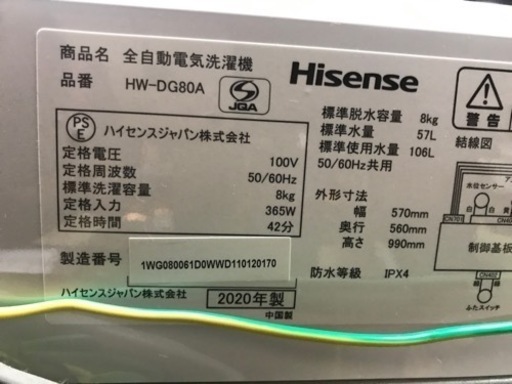 商品名 全自動電気洗濯機
品番 HW-DG80A
S
JQA
Hisense
PS
E
ハイセンスジャパン株式会社
定格電圧 100V
定格周波数 50/60Hz
標準洗濯容量 8kg
定格入力 365W
定格時間 42分
製造番号 1WG080061D0WWD110120170
ハイセンスジャパン株式会社 2020年製
中国製
標準脱水容量 8kg
標準水量 57L
標準使用水量 106L
50/60Hz共用
外形寸法
幅 570mm
奥行 560mm
高さ 990mm
防水等級 IPX4
警告
結線図
水位センサー
白
CN701
制御基板
ふたスイッチ